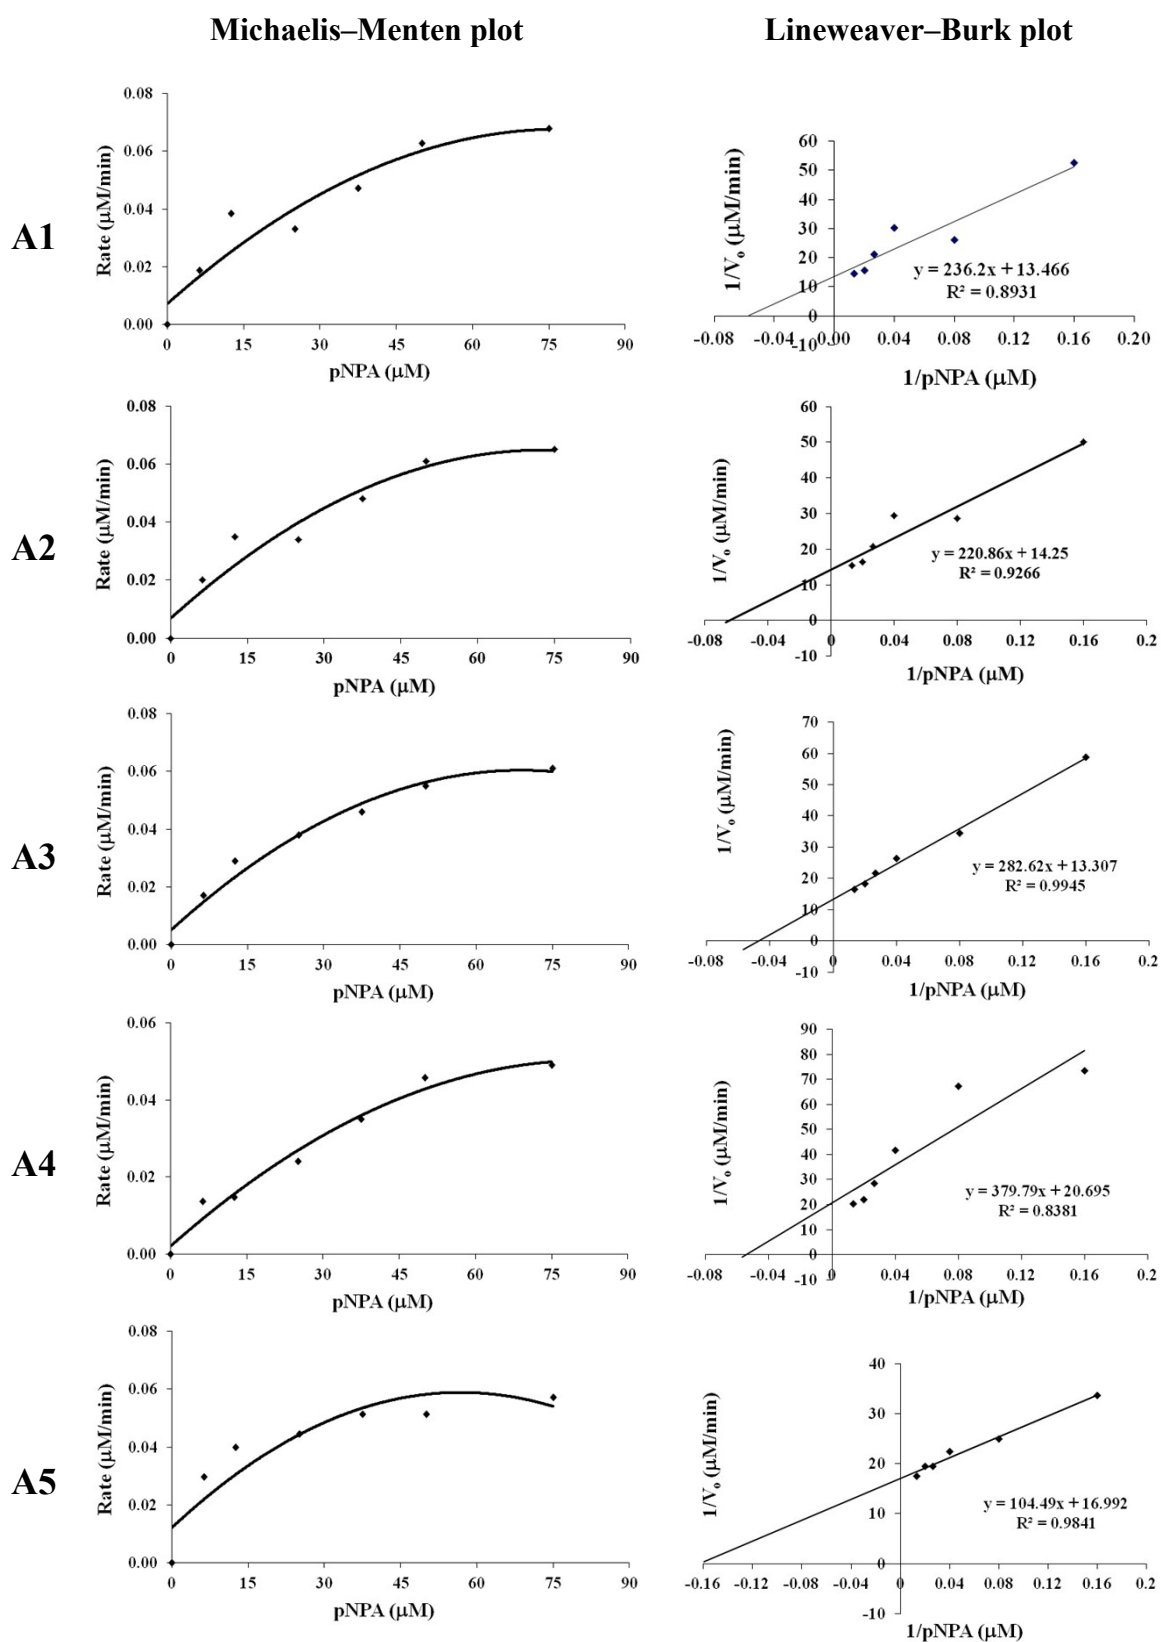 Michaelis–Menten plot
Lineweaver–Burk plot
A1
Rate (µM/min)
0.08
0.06
0.04
0.02
0.00
0 15 30 45 60 75 90
pNPA (µM)
1/Vo (µM/min)
60
50
40
30
20
10
0
-10
y = 236.2x + 13.466
R² = 0.8931
-0.08 -0.04 0.00 0.04 0.08 0.12 0.16 0.20
1/pNPA (µM)
A2
Rate (µM/min)
0.08
0.06
0.04
0.02
0.00
0 15 30 45 60 75 90
pNPA (µM)
1/Vo (µM/min)
60
50
40
30
20
10
0
-10
y = 220.86x + 14.25
R² = 0.9266
-0.08 -0.04 0 0.04 0.08 0.12 0.16 0.2
1/pNPA (µM)
A3
Rate (µM/min)
0.08
0.06
0.04
0.02
0.00
0 15 30 45 60 75 90
pNPA (µM)
1/Vo (µM/min)
70
60
50
40
30
20
10
0
-10
y = 282.62x + 13.307
R² = 0.9945
-0.08 -0.04 0 0.04 0.08 0.12 0.16 0.2
1/pNPA (µM)
A4
Rate (µM/min)
0.06
0.04
0.02
0.00
0 15 30 45 60 75 90
pNPA (µM)
1/Vo (µM/min)
90
80
70
60
50
40
30
20
10
0
-10
y = 379.79x + 20.695
R² = 0.8381
-0.08 -0.04 0 0.04 0.08 0.12 0.16 0.2
1/pNPA (µM)
A5
Rate (µM/min)
0.08
0.06
0.04
0.02
0.00
0 15 30 45 60 75 90
pNPA (µM)
1/Vo (µM/min)
40
30
20
10
0
-10
y = 104.49x + 16.992
R² = 0.9841
-0.16 -0.12 -0.08 -0.04 0 0.04 0.08 0.12 0.16 0.2
1/pNPA (µM)